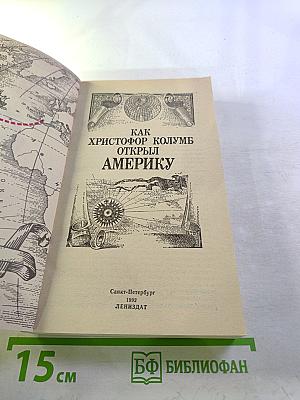 КАК
ХРИСТОФОР КОЛУМБ
ОТКРЫЛ
АМЕРИКУ
Санкт-Петербург
1992
ЛЕНИЗДАТ
15 см
БФ БИБЛИОФАН